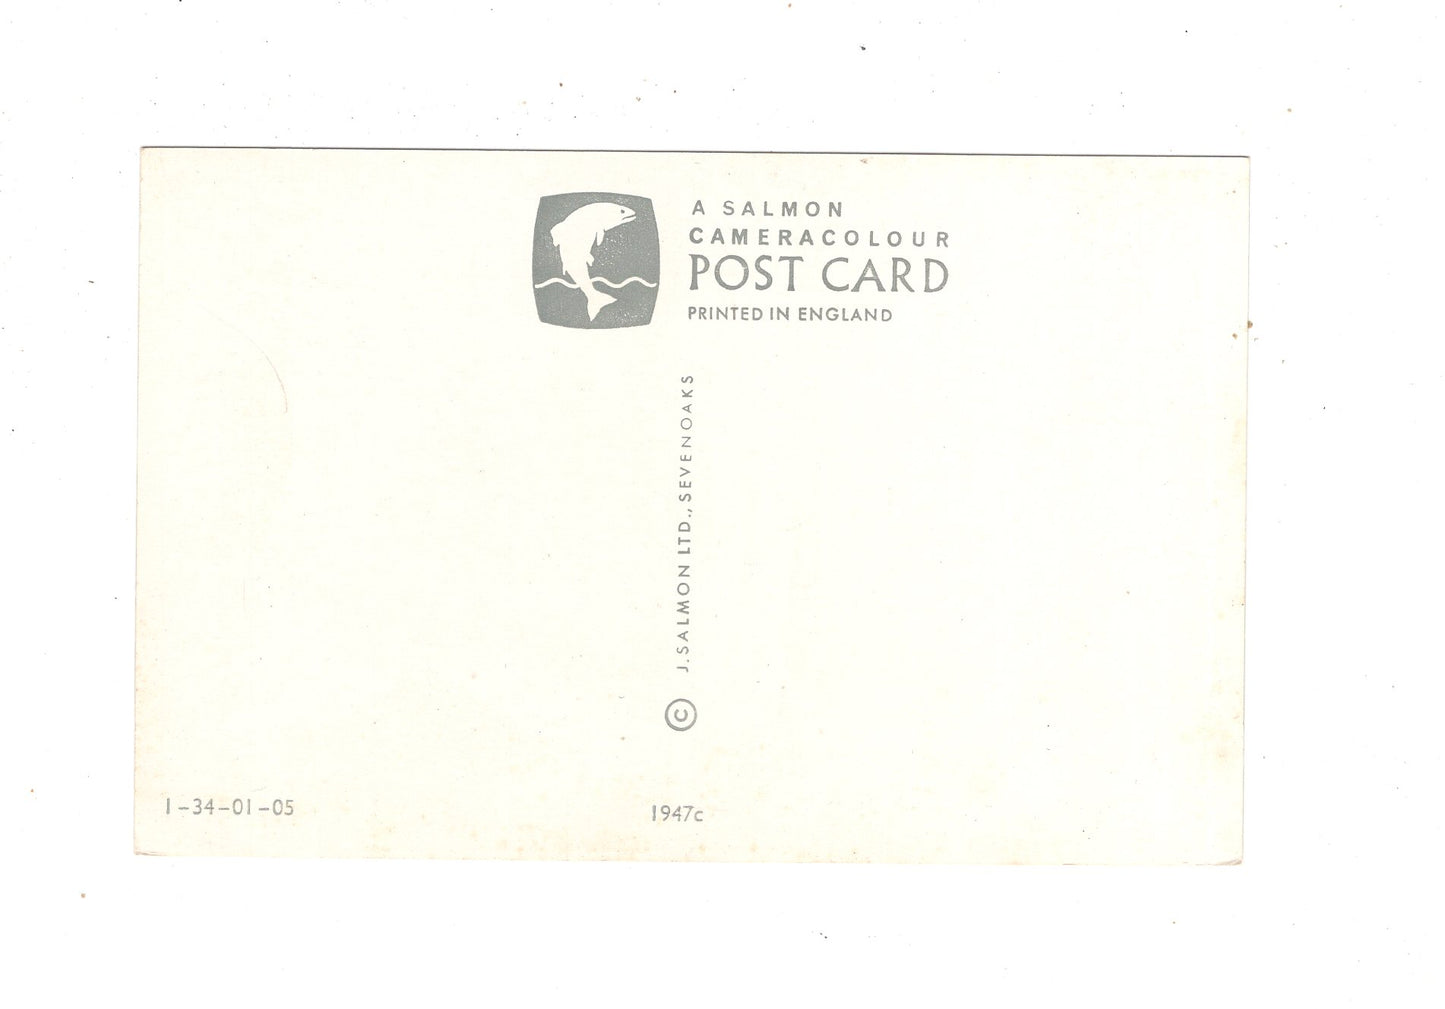 A SALMON
CAMERACOLOUR
POST CARD
PRINTED IN ENGLAND
© J. SALMON LTD., SEVENOAKS
1-34-01-05
1947c